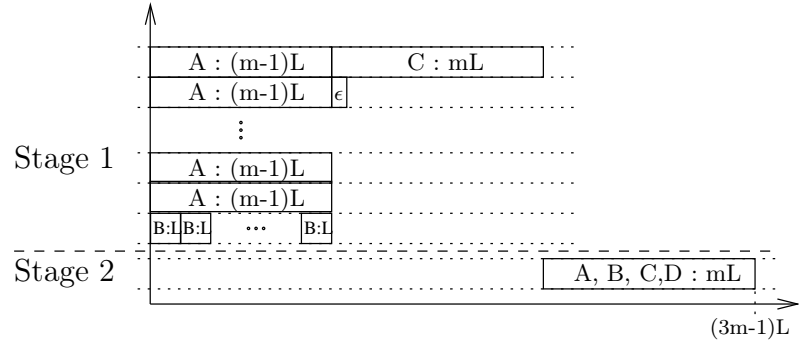 A : (m-1)L C : mL
A : (m-1)L ϵ
Stage 1
A : (m-1)L
A : (m-1)L
B:L B:L ... B:L
Stage 2 A, B, C,D : mL
(3m-1)L